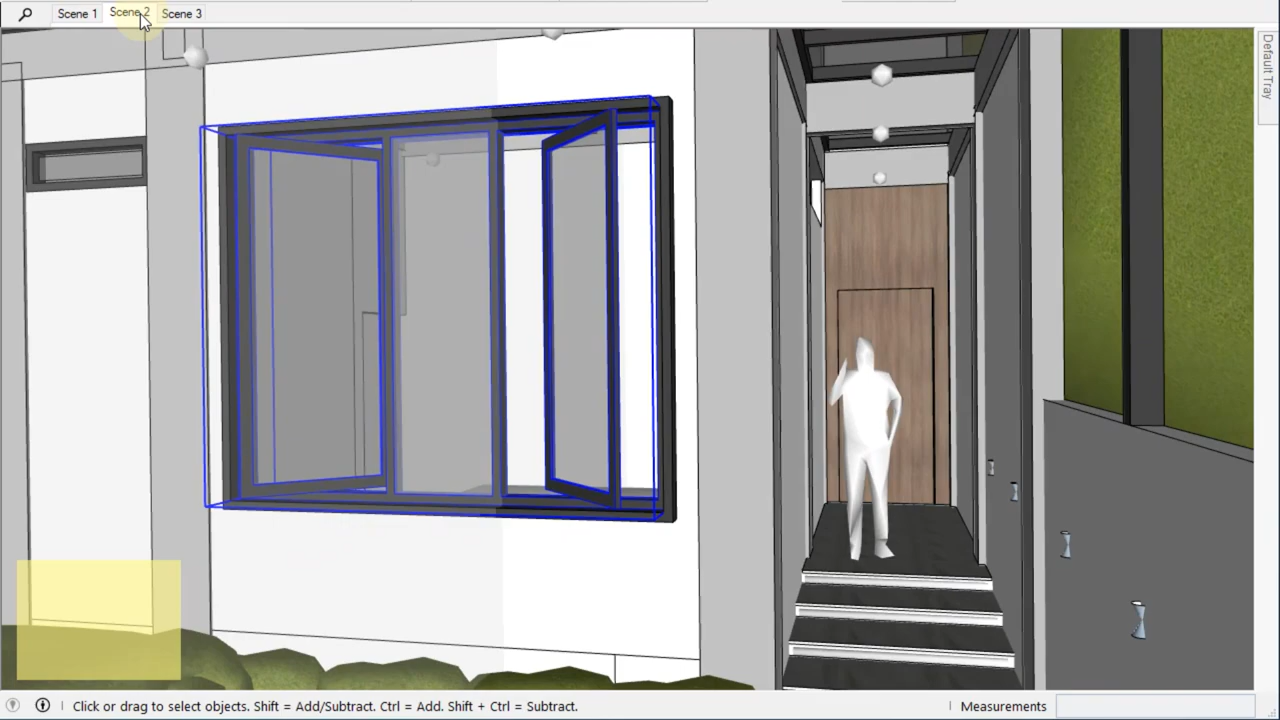 Scene 1
Scene 2
Scene 3
Default Tray
Click or drag to select objects. Shift = Add/Subtract. Ctrl = Add. Shift + Ctrl = Subtract.
Measurements